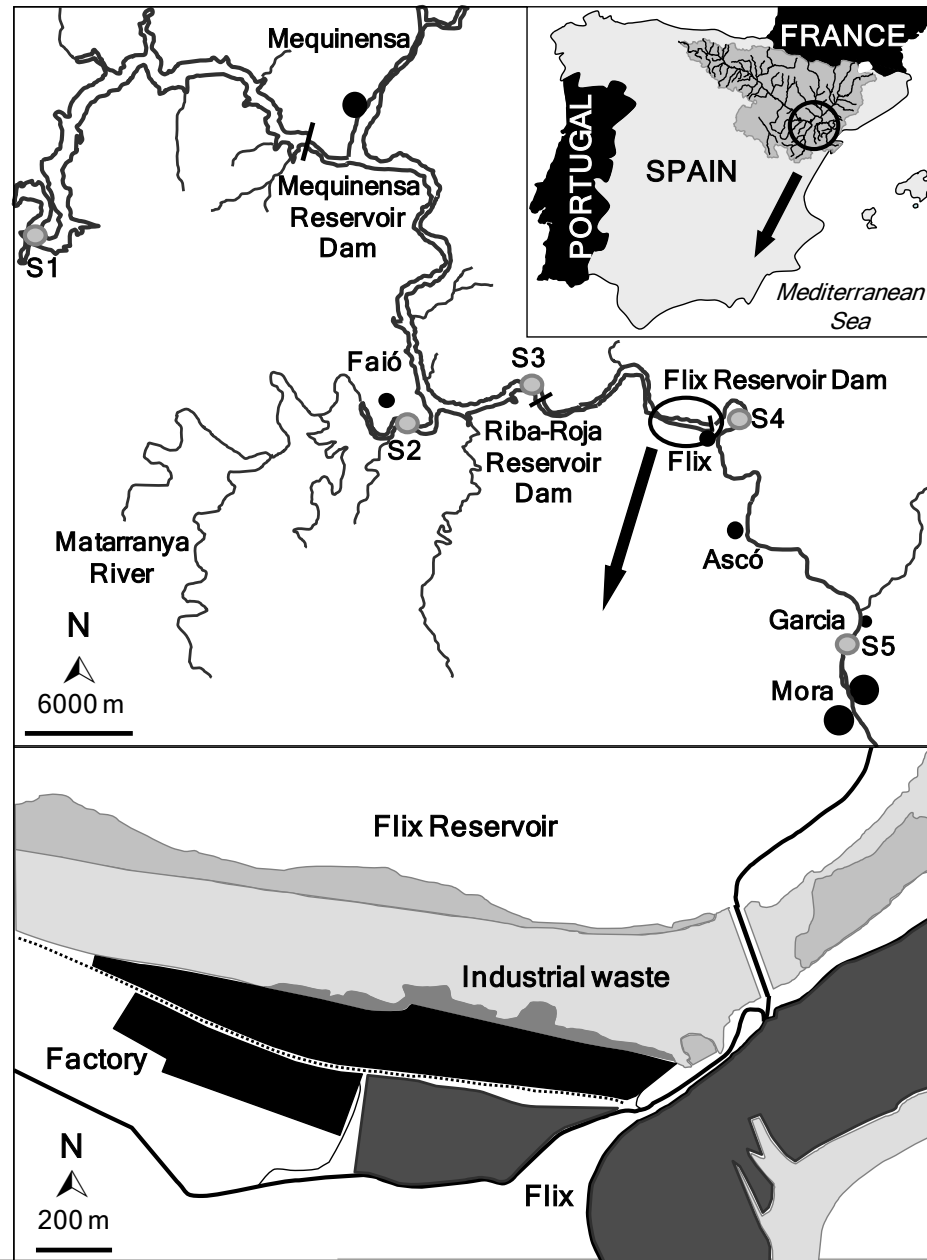 Mequinensa
FRANCE
PORTUGAL
SPAIN
Mediterranean
Sea
Mequinensa
Reservoir
Dam
S1
Faió
S2
S3
Riba-Roja
Reservoir
Dam
Flix Reservoir Dam
S4
Flix
Matarranya
River
Ascó
Garcia
S5
Mora
N
6000 m
Flix Reservoir
Industrial waste
Factory
Flix
N
200 m